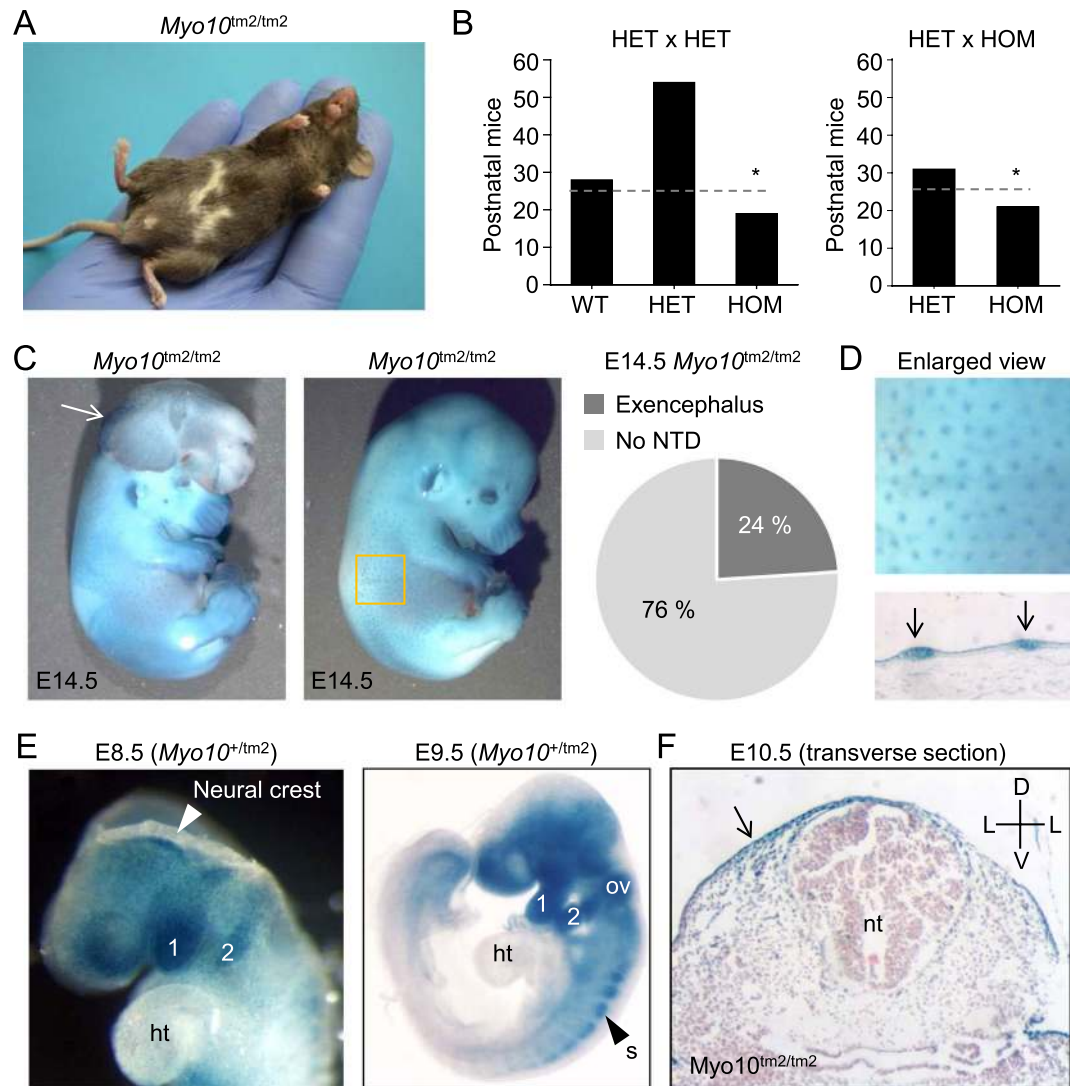 A
Myo10tm2/tm2
B
HET x HET
HET x HOM
Postnatal mice
60
50
40
30
20
10
0
*
WT HET HOM
Postnatal mice
60
50
40
30
20
10
0
*
HET HOM
C
Myo10tm2/tm2
E14.5
Myo10tm2/tm2
E14.5
E14.5 Myo10tm2/tm2
Exencephalus
No NTD
24 %
76 %
D
Enlarged view
E
E8.5 (Myo10+/tm2)
Neural crest
1
2
ht
E9.5 (Myo10+/tm2)
ov
1
2
ht
s
F
E10.5 (transverse section)
D
L L
V
nt
Myo10tm2/tm2